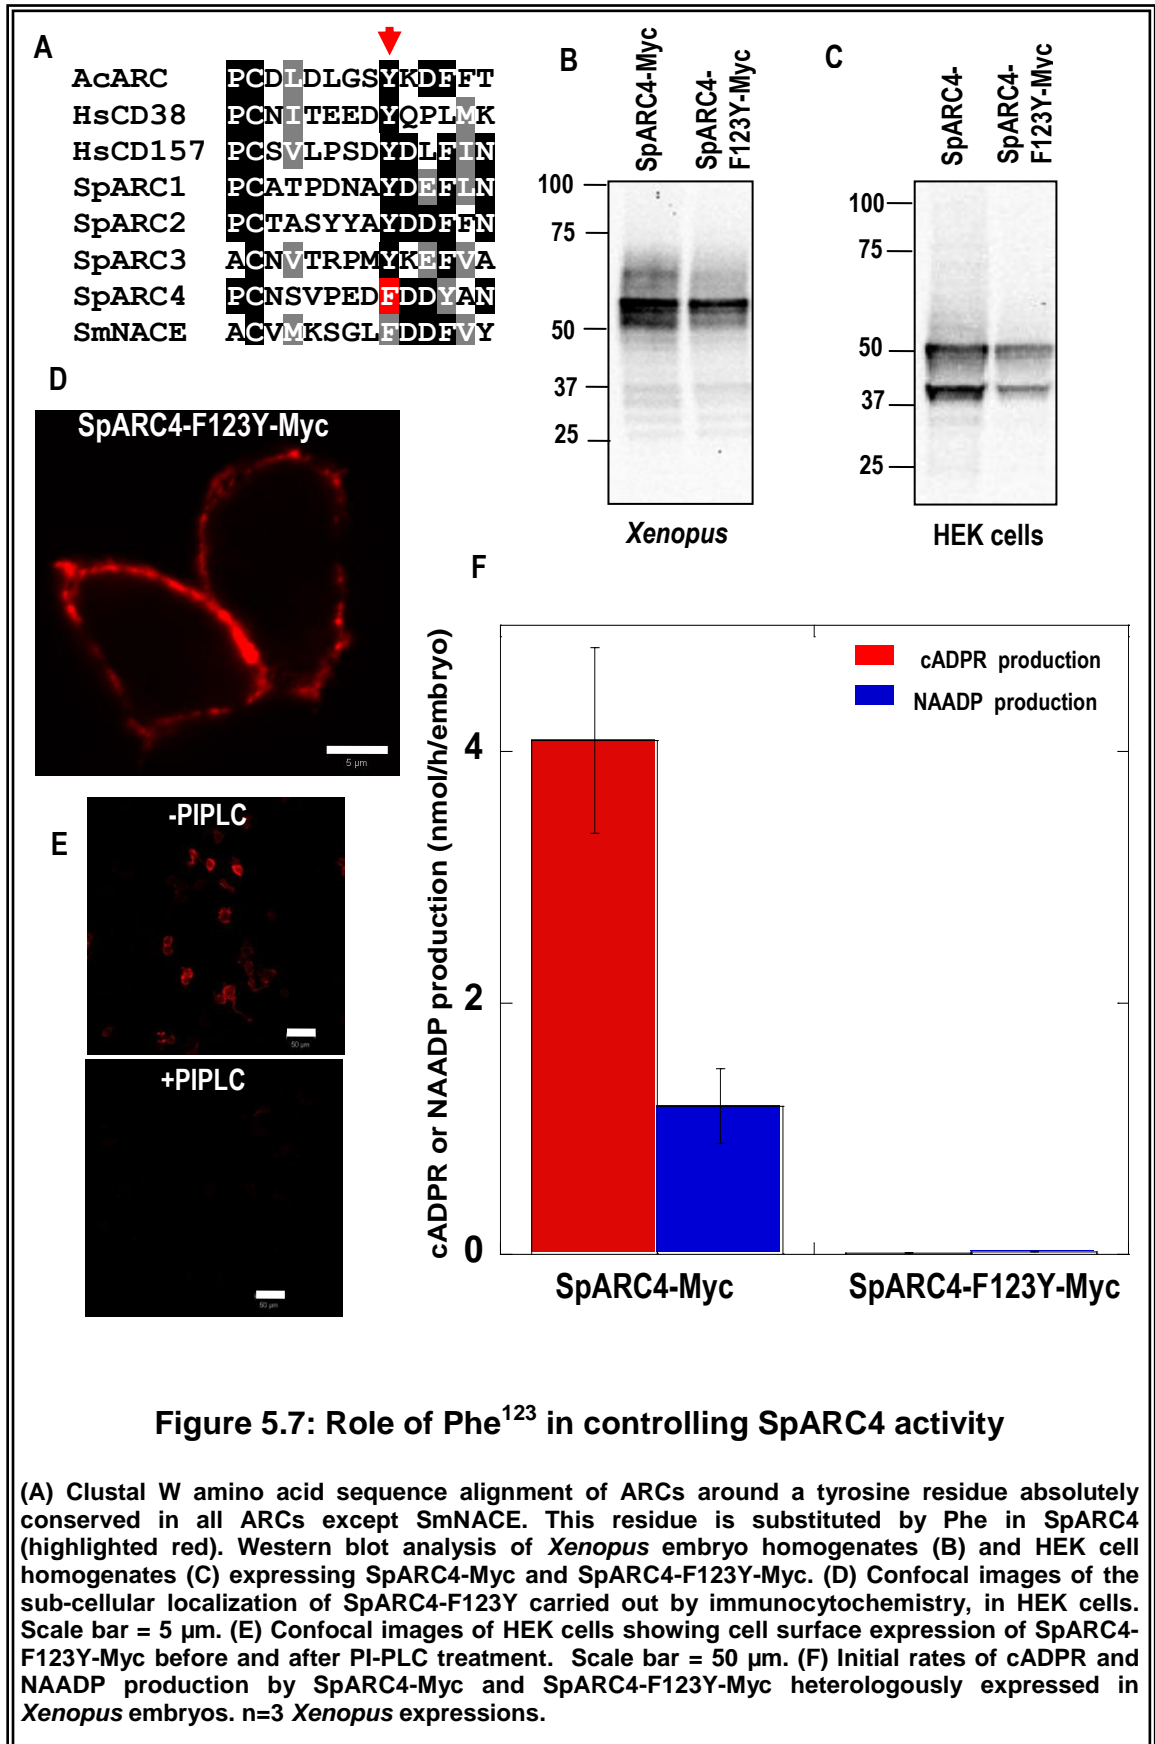 A
AcARC PCDLDLGSYKDFFT
HsCD38 PCNITEEDYQPLMK
HsCD157 PCSVLPSDYDLFIN
SpARC1 PCATPDNAYDEFLN
SpARC2 PCTASYYAYDDFFN
SpARC3 ACNVTRPMYKEFVA
SpARC4 PCNSVPEDFDDYAN
SmNACE ACVMKSGLFDDFVY
B
SpARC4-Myc
SpARC4-
F123Y-Myc
100
75
50
37
25
Xenopus
C
SpARC4-
SpARC4-
F123Y-Myc
100
75
50
37
25
HEK cells
D
SpARC4-F123Y-Myc
5 µm
E
-PIPLC
50 µm
+PIPLC
50 µm
F
cADPR or NAADP production (nmol/h/embryo)
4
2
0
cADPR production
NAADP production
SpARC4-Myc
SpARC4-F123Y-Myc
Figure 5.7: Role of Phe123 in controlling SpARC4 activity
(A) Clustal W amino acid sequence alignment of ARCs around a tyrosine residue absolutely
conserved in all ARCs except SmNACE. This residue is substituted by Phe in SpARC4
(highlighted red). Western blot analysis of Xenopus embryo homogenates (B) and HEK cell
homogenates (C) expressing SpARC4-Myc and SpARC4-F123Y-Myc. (D) Confocal images of the
sub-cellular localization of SpARC4-F123Y carried out by immunocytochemistry, in HEK cells.
Scale bar = 5 µm. (E) Confocal images of HEK cells showing cell surface expression of SpARC4-
F123Y-Myc before and after PI-PLC treatment. Scale bar = 50 µm. (F) Initial rates of cADPR and
NAADP production by SpARC4-Myc and SpARC4-F123Y-Myc heterologously expressed in
Xenopus embryos. n=3 Xenopus expressions.